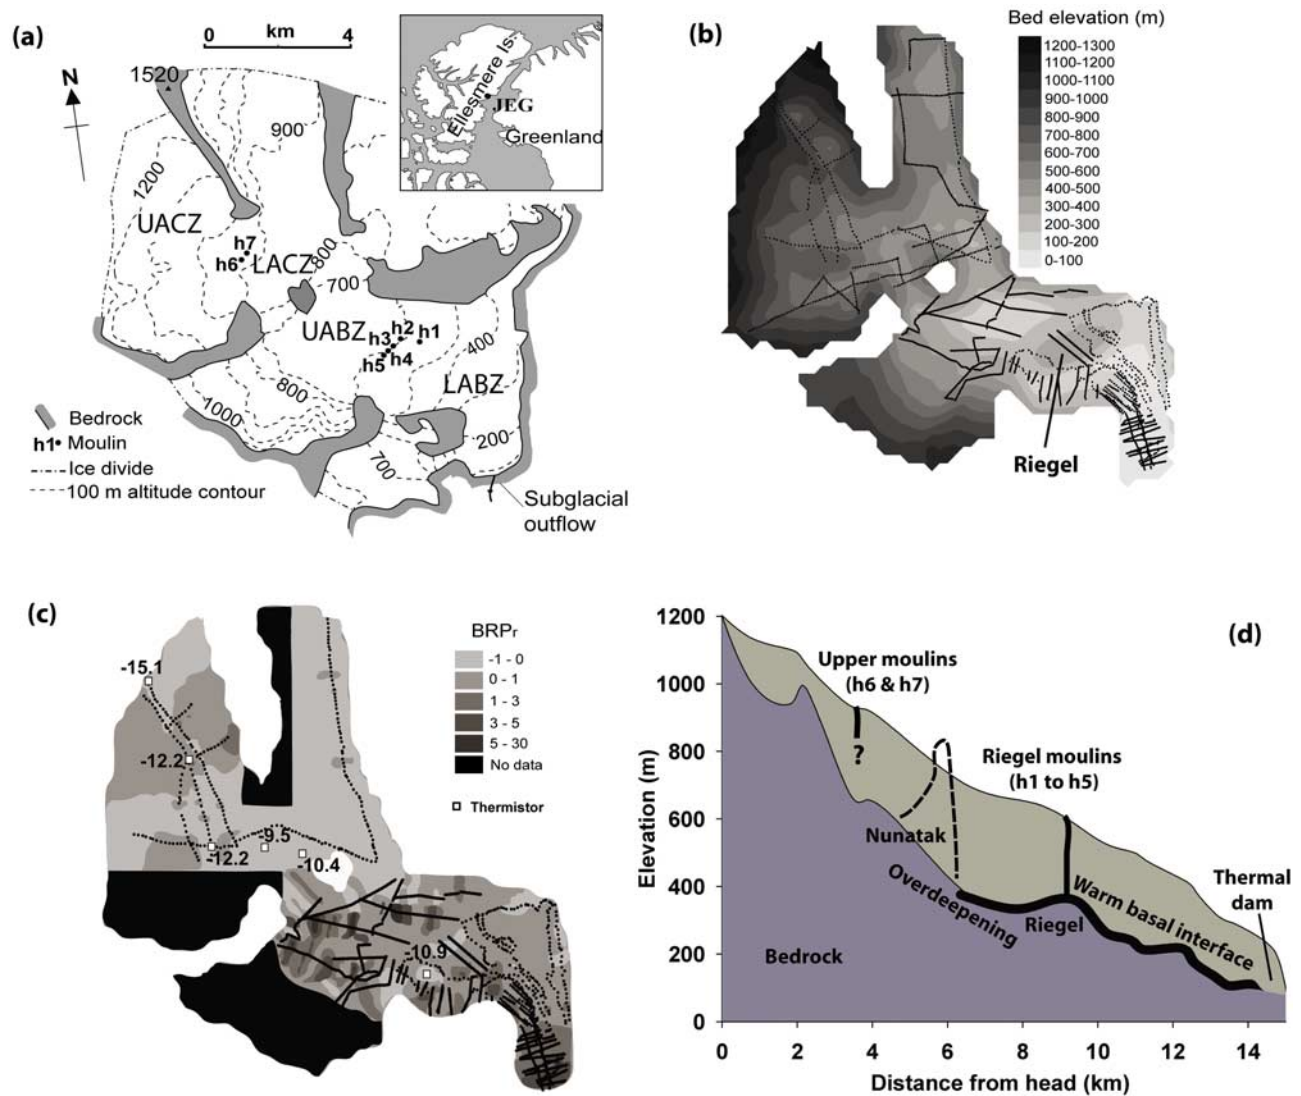 (a)
0 km 4
N
1520
900
1200
UACZ
h7
h6
LACZ
800
700
UABZ
h2
h3
h1
h4
h5
400
LABZ
800
1000
700
200
Bedrock
h1 Moulin
Ice divide
100 m altitude contour
Subglacial
outflow
Ellesmere Is.
JEG
Greenland
(b)
Bed elevation (m)
1200-1300
1100-1200
1000-1100
900-1000
800-900
700-800
600-700
500-600
400-500
300-400
200-300
100-200
0-100
Riegel
(c)
BRPr
-1 - 0
0 - 1
1 - 3
3 - 5
5 - 30
No data
Thermistor
-15.1
-12.2
-12.2
-9.5
-10.4
-10.9
(d)
1200
1000
800
600
400
200
0
Elevation (m)
Upper moulins
(h6 & h7)
?
Riegel moulins
(h1 to h5)
Nunatak
Overdeepening
Riegel
Warm basal interface
Thermal
dam
Bedrock
0 2 4 6 8 10 12 14
Distance from head (km)